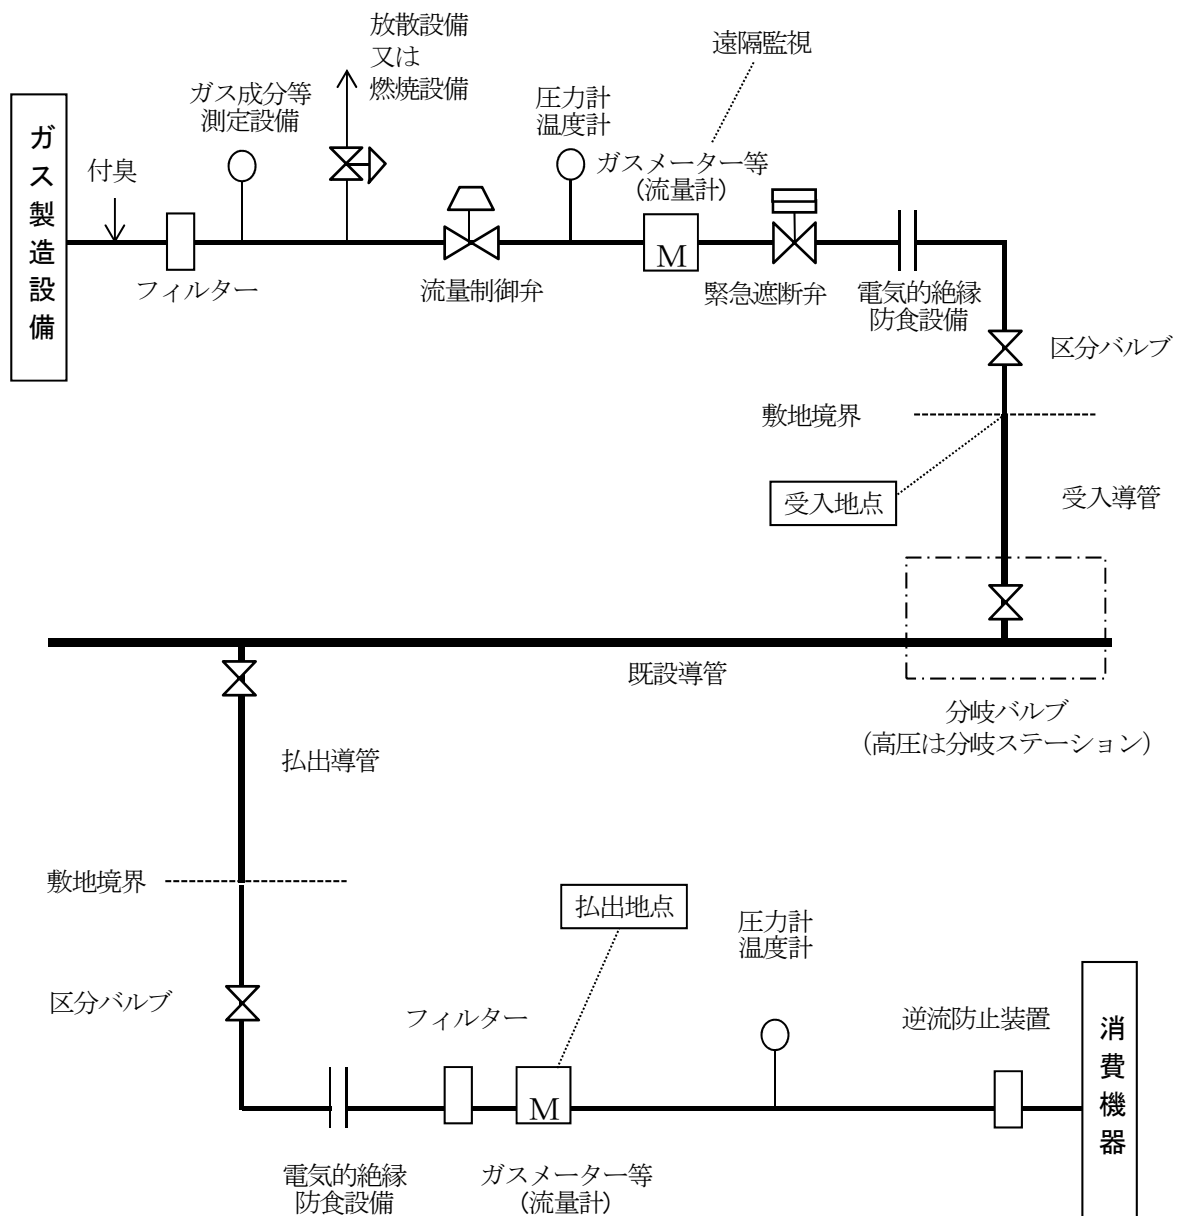 放散設備
又は
燃焼設備
遠隔監視
ガス成分等
測定設備
圧力計
温度計
ガス製造設備
付臭
ガスメーター等
（流量計）
M
フィルター
流量制御弁
緊急遮断弁
電気的絶縁
防食設備
区分バルブ
敷地境界
受入地点
受入導管
既設導管
分岐バルブ
（高圧は分岐ステーション）
払出導管
敷地境界
払出地点
圧力計
温度計
区分バルブ
フィルター
逆流防止装置
消費機器
M
電気的絶縁
防食設備
ガスメーター等
（流量計）